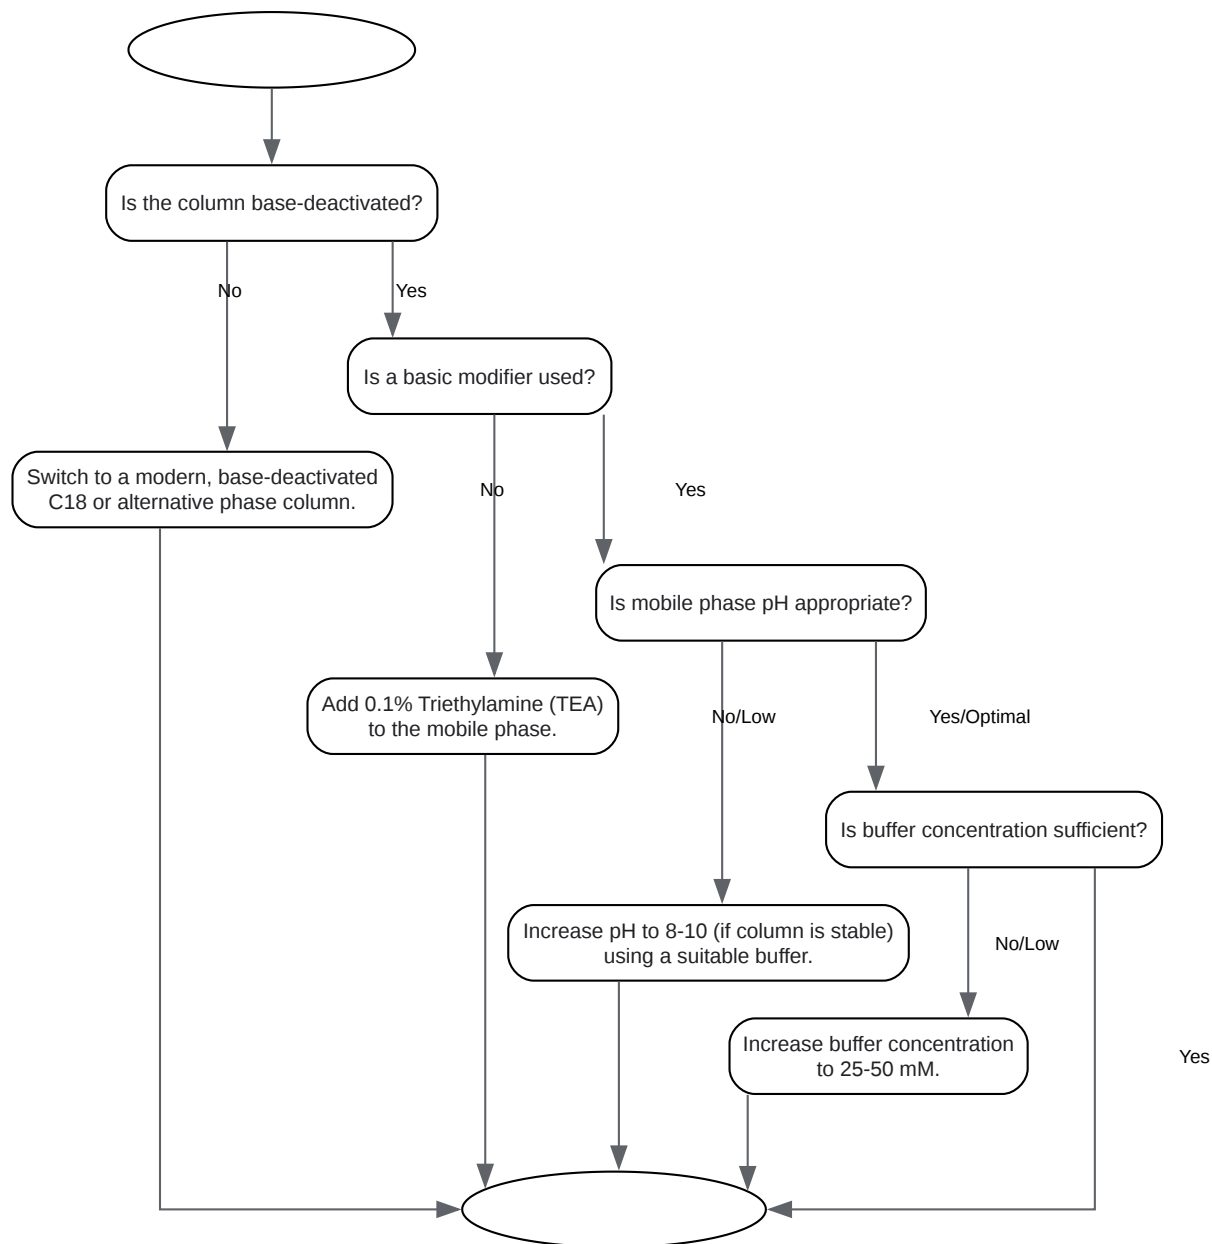 Is the column base-deactivated?
No
Yes
Is a basic modifier used?
Switch to a modern, base-deactivated
C18 or alternative phase column.
No
Yes
Is mobile phase pH appropriate?
Add 0.1% Triethylamine (TEA)
to the mobile phase.
No/Low
Yes/Optimal
Is buffer concentration sufficient?
Increase pH to 8-10 (if column is stable)
using a suitable buffer.
No/Low
Increase buffer concentration
to 25-50 mM.
Yes